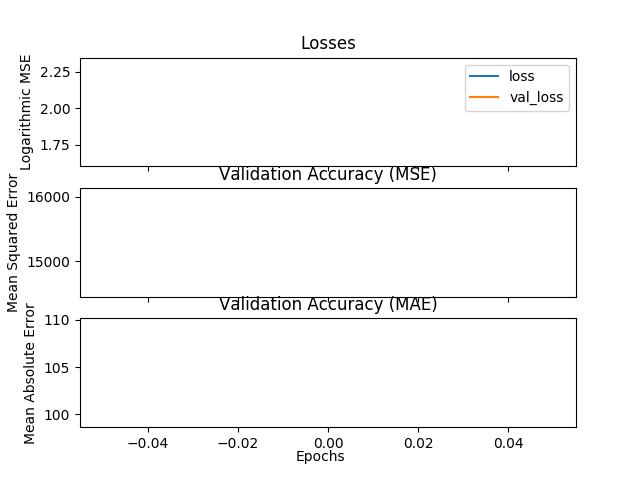 Losses
Logarithmic MSE
2.25
2.00
1.75
loss
val_loss
Validation Accuracy (MSE)
Mean Squared Error
16000
15000
Validation Accuracy (MAE)
Mean Absolute Error
110
105
100
−0.04 −0.02 0.00 0.02 0.04
Epochs